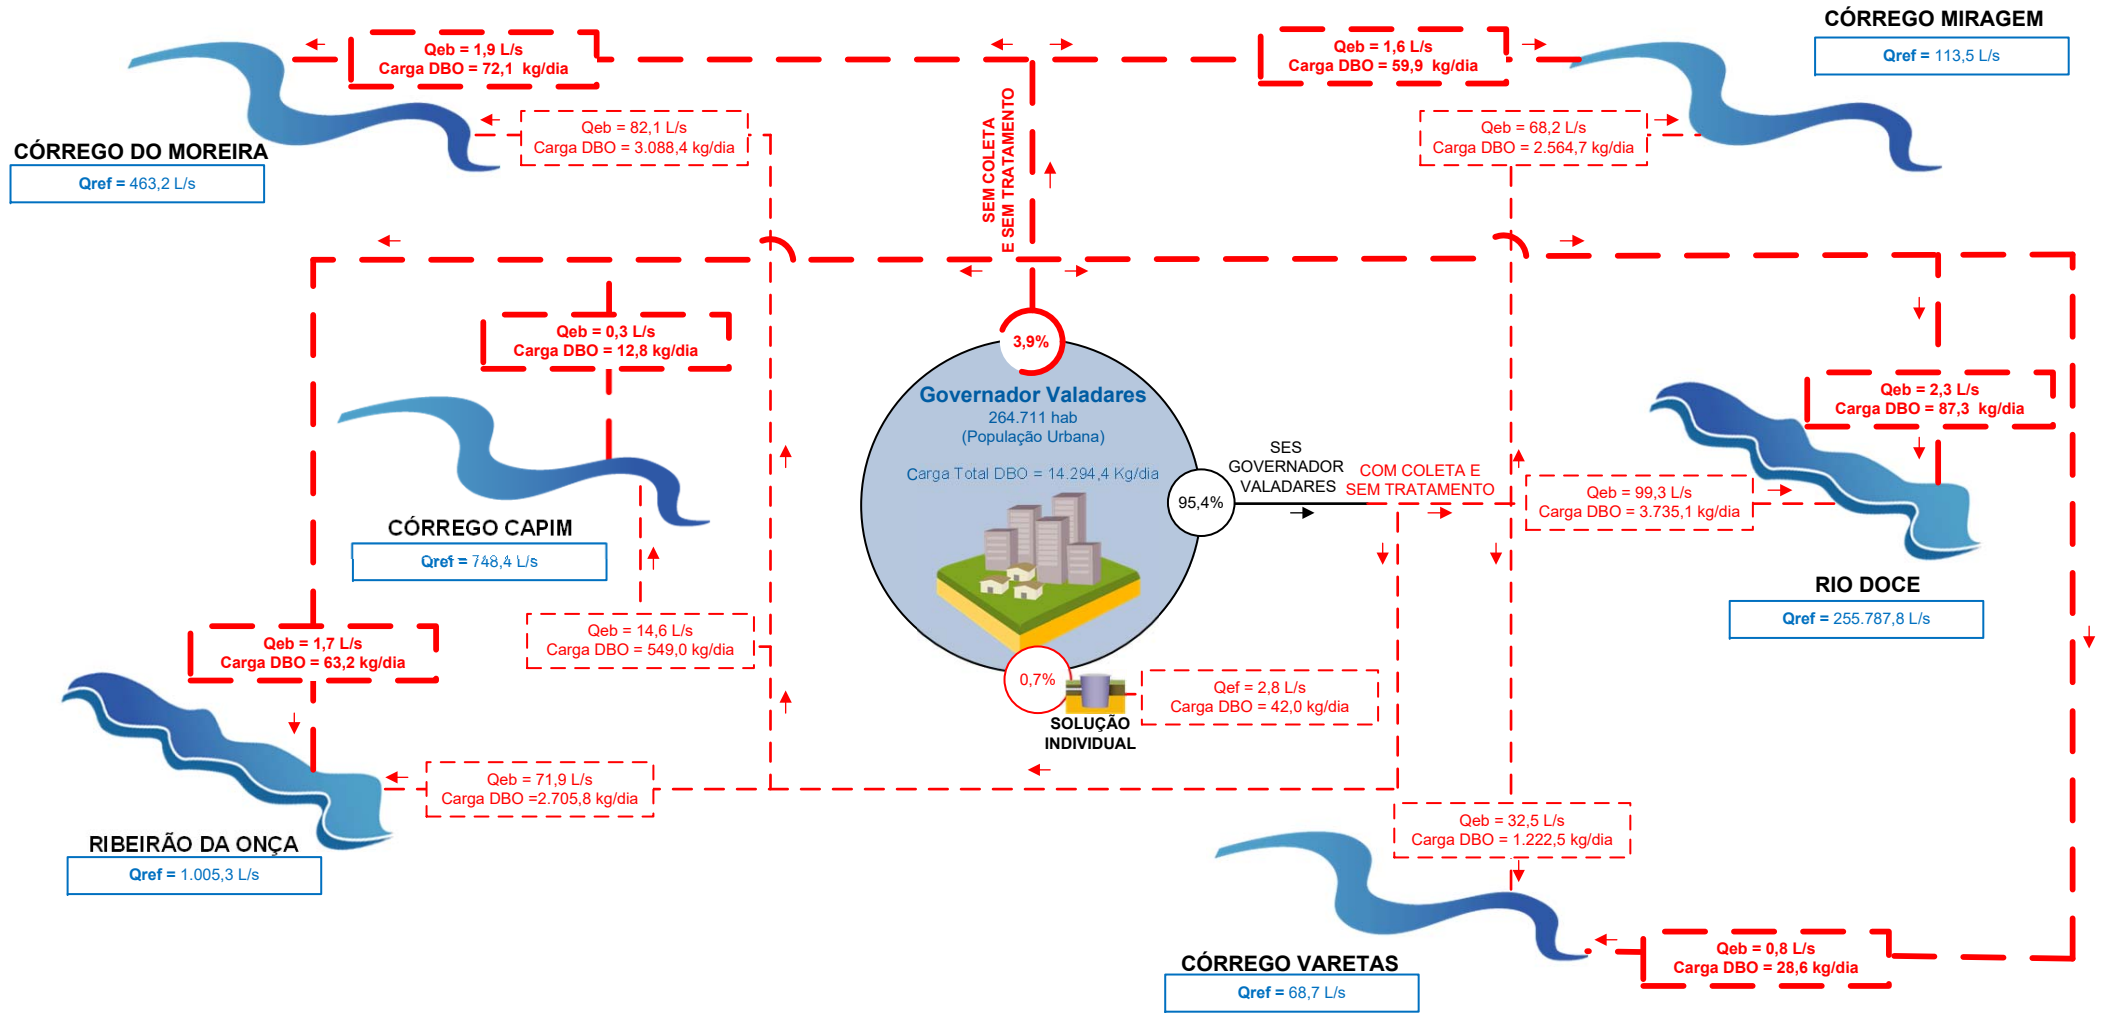 CÓRREGO MIRAGEM
Qref = 113,5 L/s
Qeb = 1,9 L/s
Carga DBO = 72,1 kg/dia
Qeb = 1,6 L/s
Carga DBO = 59,9 kg/dia
Qeb = 82,1 L/s
Carga DBO = 3.088,4 kg/dia
SEM COLETA
E SEM TRATAMENTO
Qeb = 68,2 L/s
Carga DBO = 2.564,7 kg/dia
CÓRREGO DO MOREIRA
Qref = 463,2 L/s
Qeb = 0,3 L/s
Carga DBO = 12,8 kg/dia
3,9%
Governador Valadares
264.711 hab
(População Urbana)
Carga Total DBO = 14.294,4 Kg/dia
Qeb = 2,3 L/s
Carga DBO = 87,3 kg/dia
95,4%
SES
GOVERNADOR
VALADARES
COM COLETA E
SEM TRATAMENTO
Qeb = 99,3 L/s
Carga DBO = 3.735,1 kg/dia
CÓRREGO CAPIM
Qref = 748,4 L/s
RIO DOCE
Qref = 255.787,8 L/s
Qeb = 1,7 L/s
Carga DBO = 63,2 kg/dia
Qeb = 14,6 L/s
Carga DBO = 549,0 kg/dia
0,7%
SOLUÇÃO
INDIVIDUAL
Qef = 2,8 L/s
Carga DBO = 42,0 kg/dia
Qeb = 71,9 L/s
Carga DBO =2.705,8 kg/dia
RIBEIRÃO DA ONÇA
Qref = 1.005,3 L/s
Qeb = 32,5 L/s
Carga DBO = 1.222,5 kg/dia
CÓRREGO VARETAS
Qref = 68,7 L/s
Qeb = 0,8 L/s
Carga DBO = 28,6 kg/dia